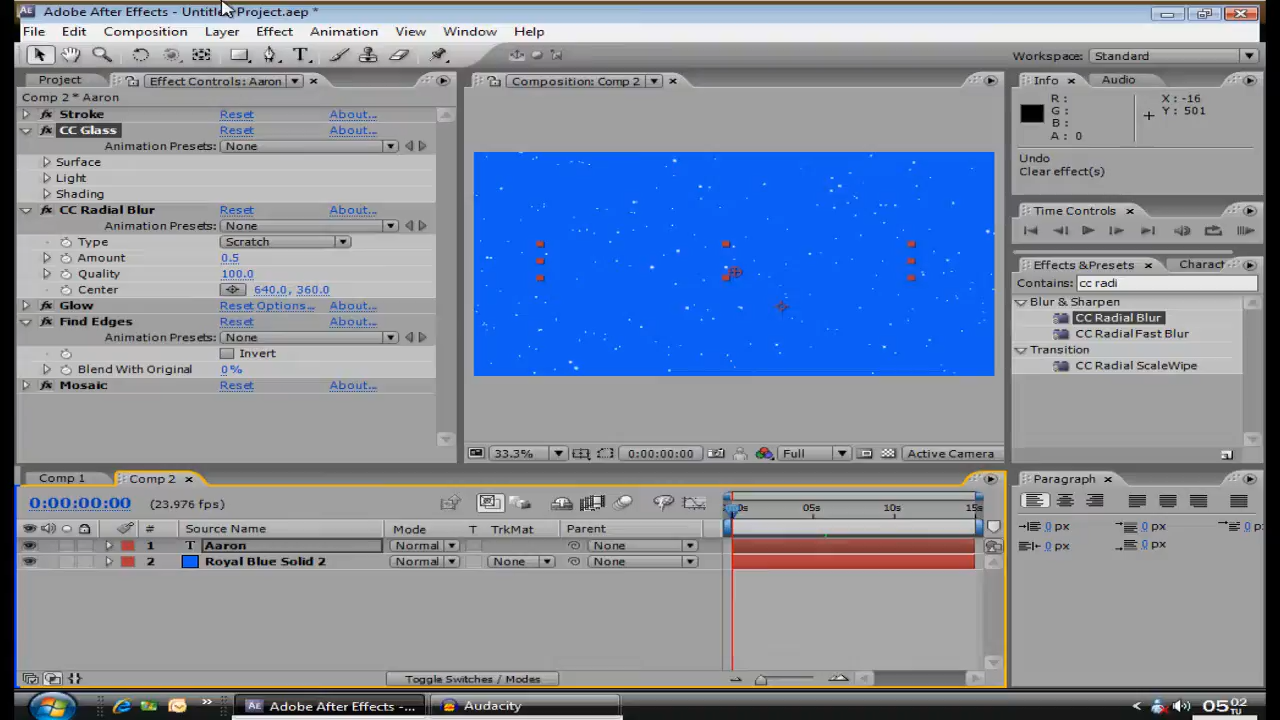 Adobe After Effects - Untitled Project.aep *
File Edit Composition Layer Effect Animation View Window Help
Workspace: Standard
Project Effect Controls: Aaron
Comp 2 * Aaron
Stroke Reset About...
CC Glass Reset About...
Animation Presets: None
Surface
Light
Shading
CC Radial Blur Reset About...
Animation Presets: None
Type Scratch
Amount 0.5
Quality 100.0
Center 640.0, 360.0
Glow Reset Options...
Find Edges Reset About...
Animation Presets: None
Invert
Blend With Original 0%
Mosaic Reset About...
Composition: Comp 2
33.3% 0:00:00:00 Full Active Camera
Info Audio
R: X: -16
G: Y: 501
B:
A: 0
Undo
Clear effect(s)
Time Controls
Effects & Presets Charact
Contains: cc radi
Blur & Sharpen
CC Radial Blur
CC Radial Fast Blur
Transition
CC Radial ScaleWipe
Comp 1 Comp 2
0:00:00:00 (23.976 fps)
0s 05s 10s 15s
# Source Name Mode T TrkMat Parent
1 T Aaron Normal None
2 Royal Blue Solid 2 Normal None None
Toggle Switches / Modes
Paragraph
0 px 0 px 0 p
0 px 0 px
Adobe After Effects -... Audacity
05:02
TU